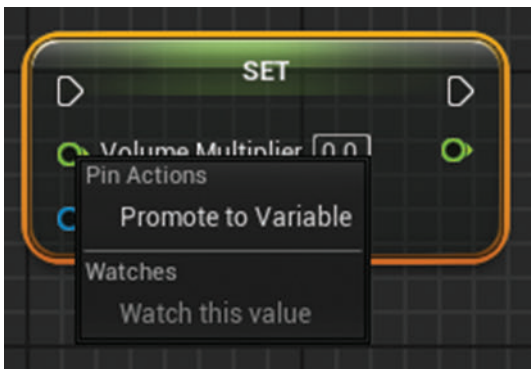 SET
Volume Multiplier 0.0
Pin Actions
Promote to Variable
Watches
Watch this value